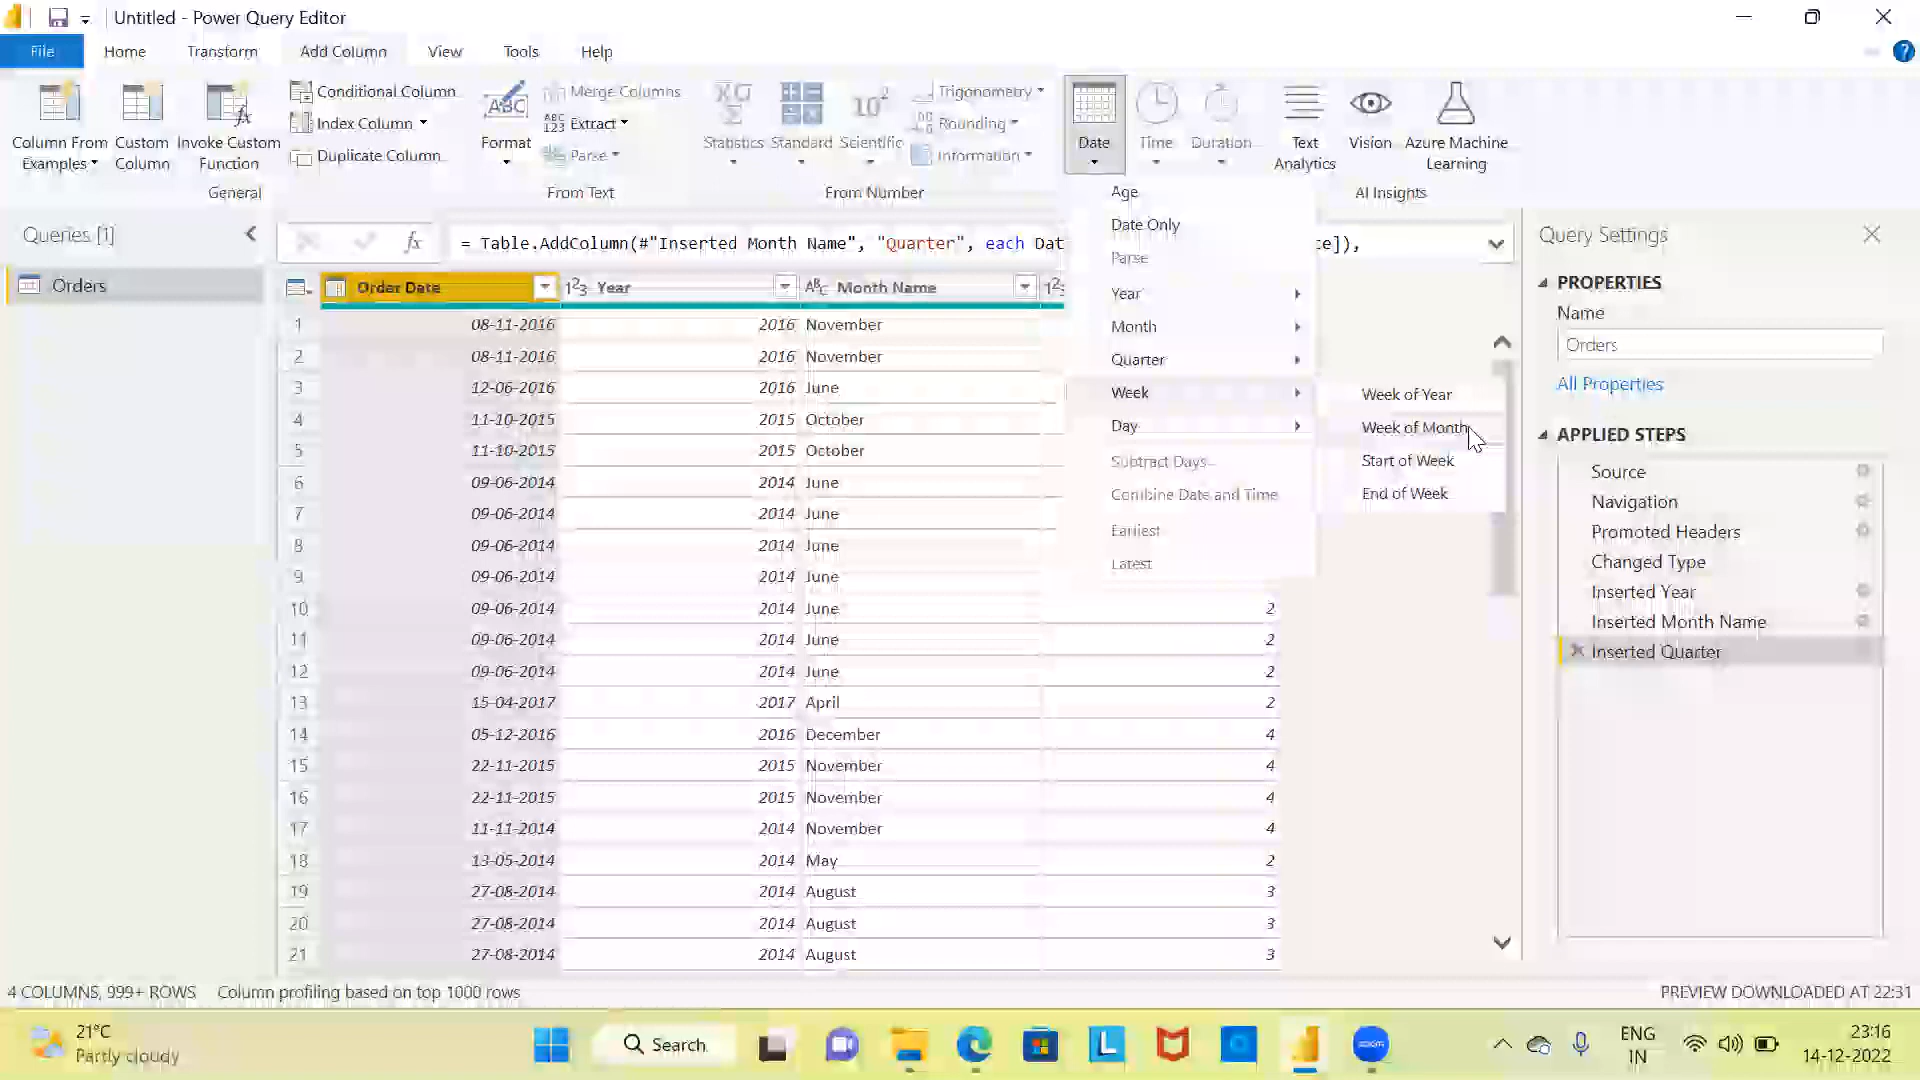 Untitled - Power Query Editor
File Home Transform Add Column View Tools Help
Column From Examples
Custom Column
Invoke Custom Function
General
Conditional Column
Index Column
Duplicate Column
Format
Merge Columns
ABC 123 Extract
Parse
From Text
Statistics
Standard
Scientific
Trigonometry
Rounding
Information
From Number
Date
Time
Duration
Text Analytics
Vision
Azure Machine Learning
AI Insights
Age
Date Only
Parse
Year
Month
Quarter
Week
Day
Subtract Days
Combine Date and Time
Earliest
Latest
Week of Year
Week of Month
Start of Week
End of Week
Queries [1]
Orders
fx = Table.AddColumn(#"Inserted Month Name", "Quarter", each Dat e]),
Order Date Year Month Name
1 08-11-2016 2016 November
2 08-11-2016 2016 November
3 12-06-2016 2016 June
4 11-10-2015 2015 October
5 11-10-2015 2015 October
6 09-06-2014 2014 June
7 09-06-2014 2014 June
8 09-06-2014 2014 June
9 09-06-2014 2014 June
10 09-06-2014 2014 June 2
11 09-06-2014 2014 June 2
12 09-06-2014 2014 June 2
13 15-04-2017 2017 April 2
14 05-12-2016 2016 December 4
15 22-11-2015 2015 November 4
16 22-11-2015 2015 November 4
17 11-11-2014 2014 November 4
18 13-05-2014 2014 May 2
19 27-08-2014 2014 August 3
20 27-08-2014 2014 August 3
21 27-08-2014 2014 August 3
Query Settings
PROPERTIES
Name
Orders
All Properties
APPLIED STEPS
Source
Navigation
Promoted Headers
Changed Type
Inserted Year
Inserted Month Name
Inserted Quarter
4 COLUMNS, 999+ ROWS Column profiling based on top 1000 rows
PREVIEW DOWNLOADED AT 22:31
21°C
Partly cloudy
Search
zoom
ENG
IN
23:16
14-12-2022